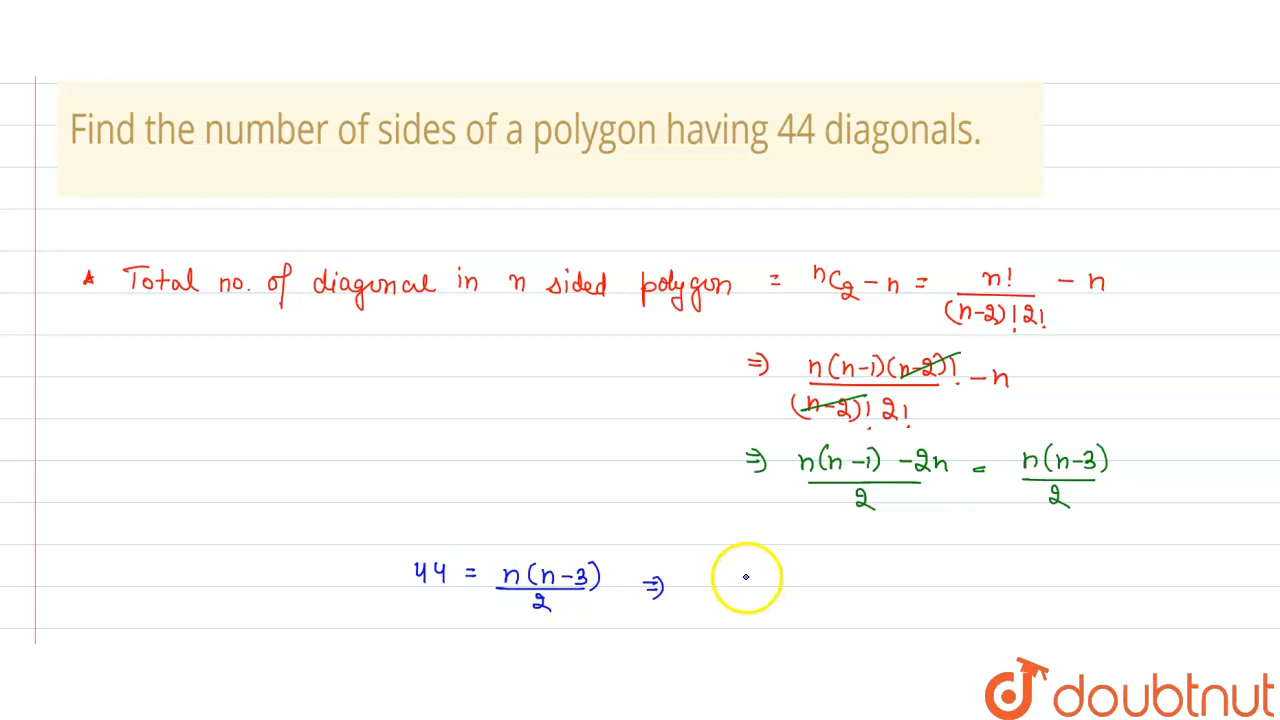 Find the number of sides of a polygon having 44 diagonals.
* Total no. of diagonal in n sided polygon = ⁿC₂ - n = n!/((n-2)! 2!) - n
⇒ n(n-1)(n-2)!/((n-2)! 2!) - n
⇒ (n(n-1) - 2n)/2 = n(n-3)/2
44 = n(n-3)/2 ⇒
doubtnut